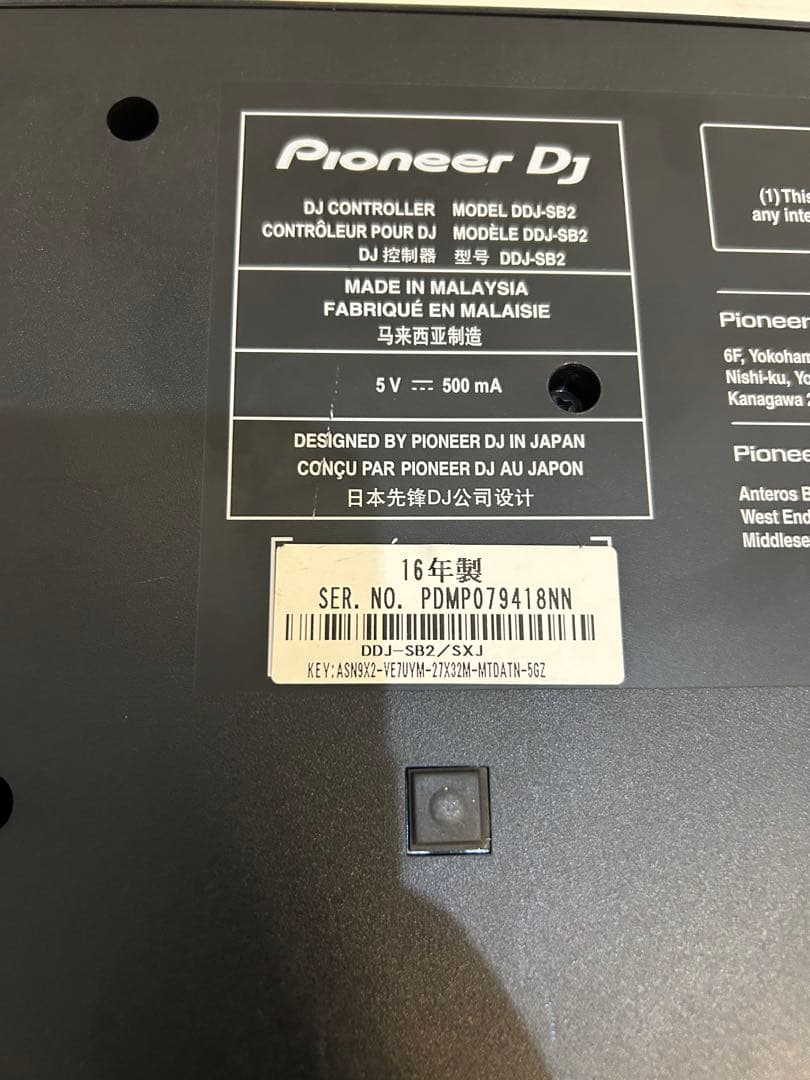 Pioneer Dj
DJ CONTROLLER MODEL DDJ-SB2
CONTRÔLEUR POUR DJ MODÈLE DDJ-SB2
DJ 控制器 型号 DDJ-SB2
MADE IN MALAYSIA
FABRIQUÉ EN MALAISIE
马来西亚制造
5 V ⎓ 500 mA
DESIGNED BY PIONEER DJ IN JAPAN
CONÇU PAR PIONEER DJ AU JAPON
日本先锋DJ公司设计
16年製
SER. NO. PDMP079418NN
DDJ-SB2/SXJ
KEY:ASN9X2-VE7UYM-27X32M-MTDATN-5GZ
(1)This
any inte
Pioneer
6F, Yokoham
Nishi-ku, Yo
Kanagawa 2
Pionee
Anteros B
West End
Middlese